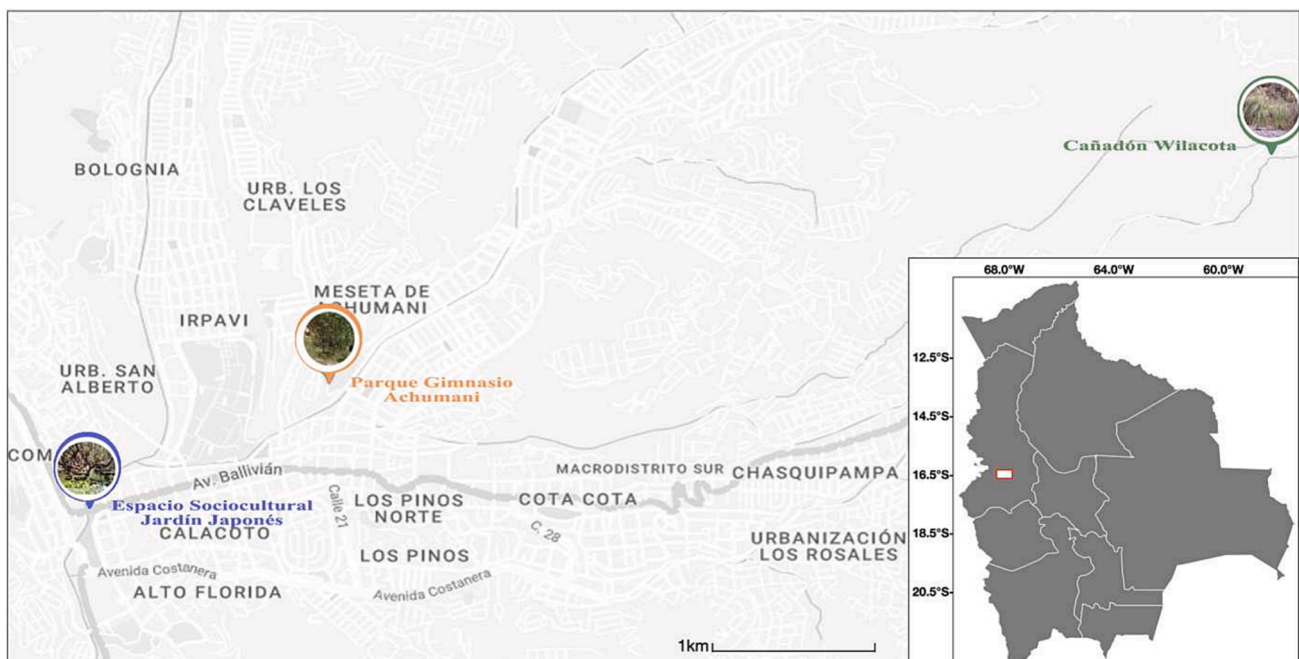 BOLOGNIA
URB. LOS
CLAVELES
Cañadón Wilacota
MESETA DE
ACHUMANI
IRPAVI
URB. SAN
ALBERTO
Parque Gimnasio
Achumani
COM
Av. Ballivián
Espacio Sociocultural
Jardín Japonés
CALACOTO
Calle 21
LOS PINOS
NORTE
MACRODISTRITO SUR
CHASQUIPAMPA
COTA COTA
C. 28
LOS PINOS
URBANIZACIÓN
LOS ROSALES
Avenida Costanera
Avenida Costanera
ALTO FLORIDA
1km
68.0°W 64.0°W 60.0°W
12.5°S
14.5°S
16.5°S
18.5°S
20.5°S